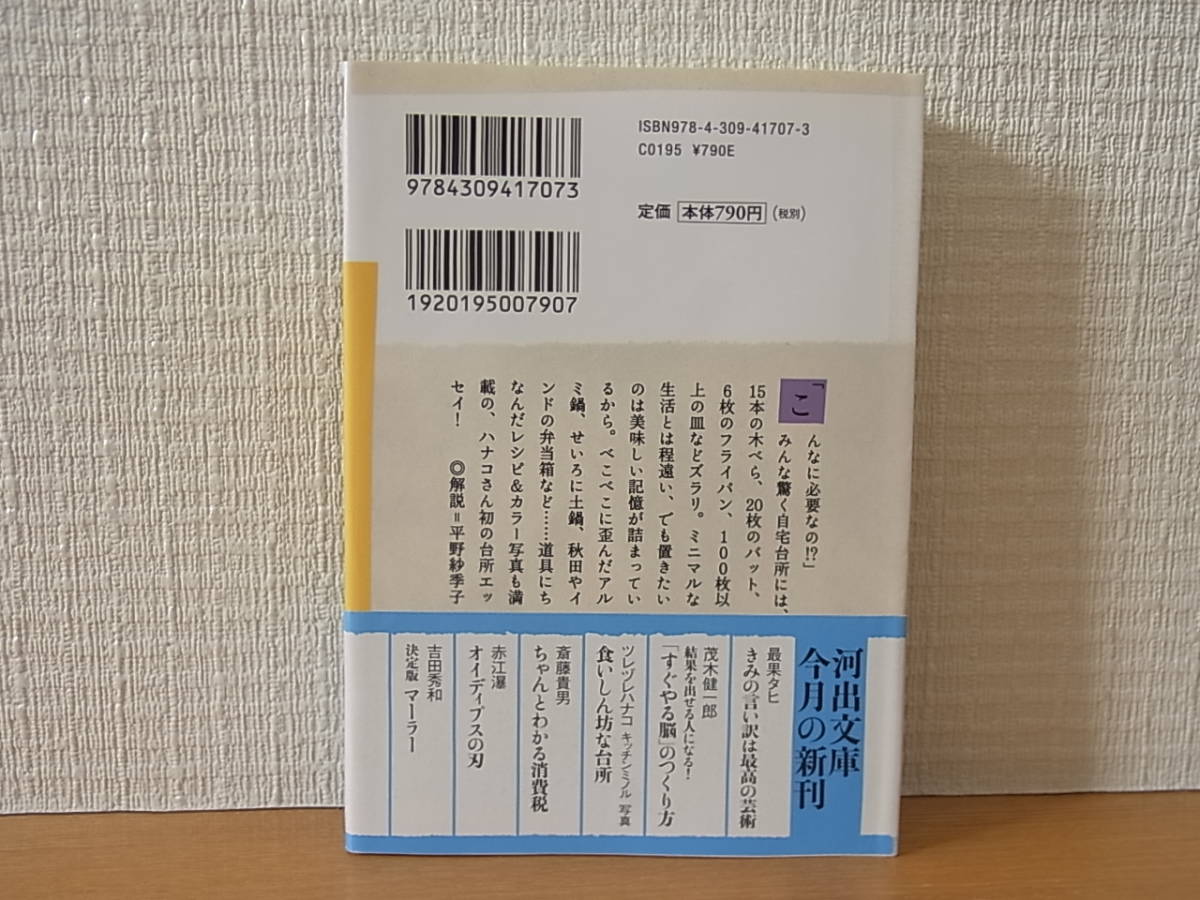 9784309417073
ISBN978-4-309-41707-3
C0195 ¥790E
定価 本体790円(税別)
1920195007907
「こんなに必要なの!?」
みんな驚く自宅台所には、
15本の木べら、20枚のバット、
6枚のフライパン、100枚以
上の皿などズラリ。ミニマルな
生活とは程遠い、でも置きたい
のは美味しい記憶が詰まってい
るから。べこべこに歪んだアル
ミ鍋、せいろに土鍋、秋田やイ
ンドの弁当箱など……道具にち
なんだレシピ&カラー写真も満
載の、ハナコさん初の台所エッ
セイ! ◎解説=平野紗季子
河出文庫
今月の新刊
最果タヒ
きみの言い訳は最高の芸術
茂木健一郎
結果を出せる人になる!
「すぐやる脳」のつくり方
ツレヅレハナコ キッチンミノル 写真
食いしん坊な台所
斎藤貴男
ちゃんとわかる消費税
赤江瀑
オイディプスの刃
吉田秀和
決定版 マーラー